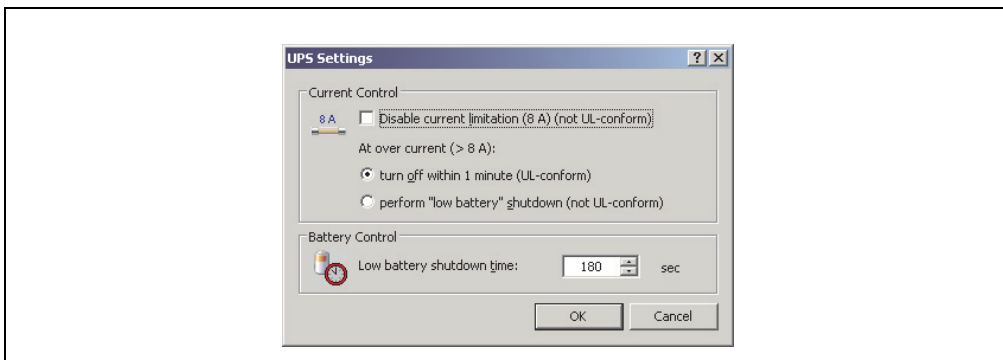 UPS Settings
Current Control
8 A
Disable current limitation (8 A) (not UL-conform)
At over current (> 8 A):
turn off within 1 minute (UL-conform)
perform "low battery" shutdown (not UL-conform)
Battery Control
Low battery shutdown time:
180
sec
OK
Cancel